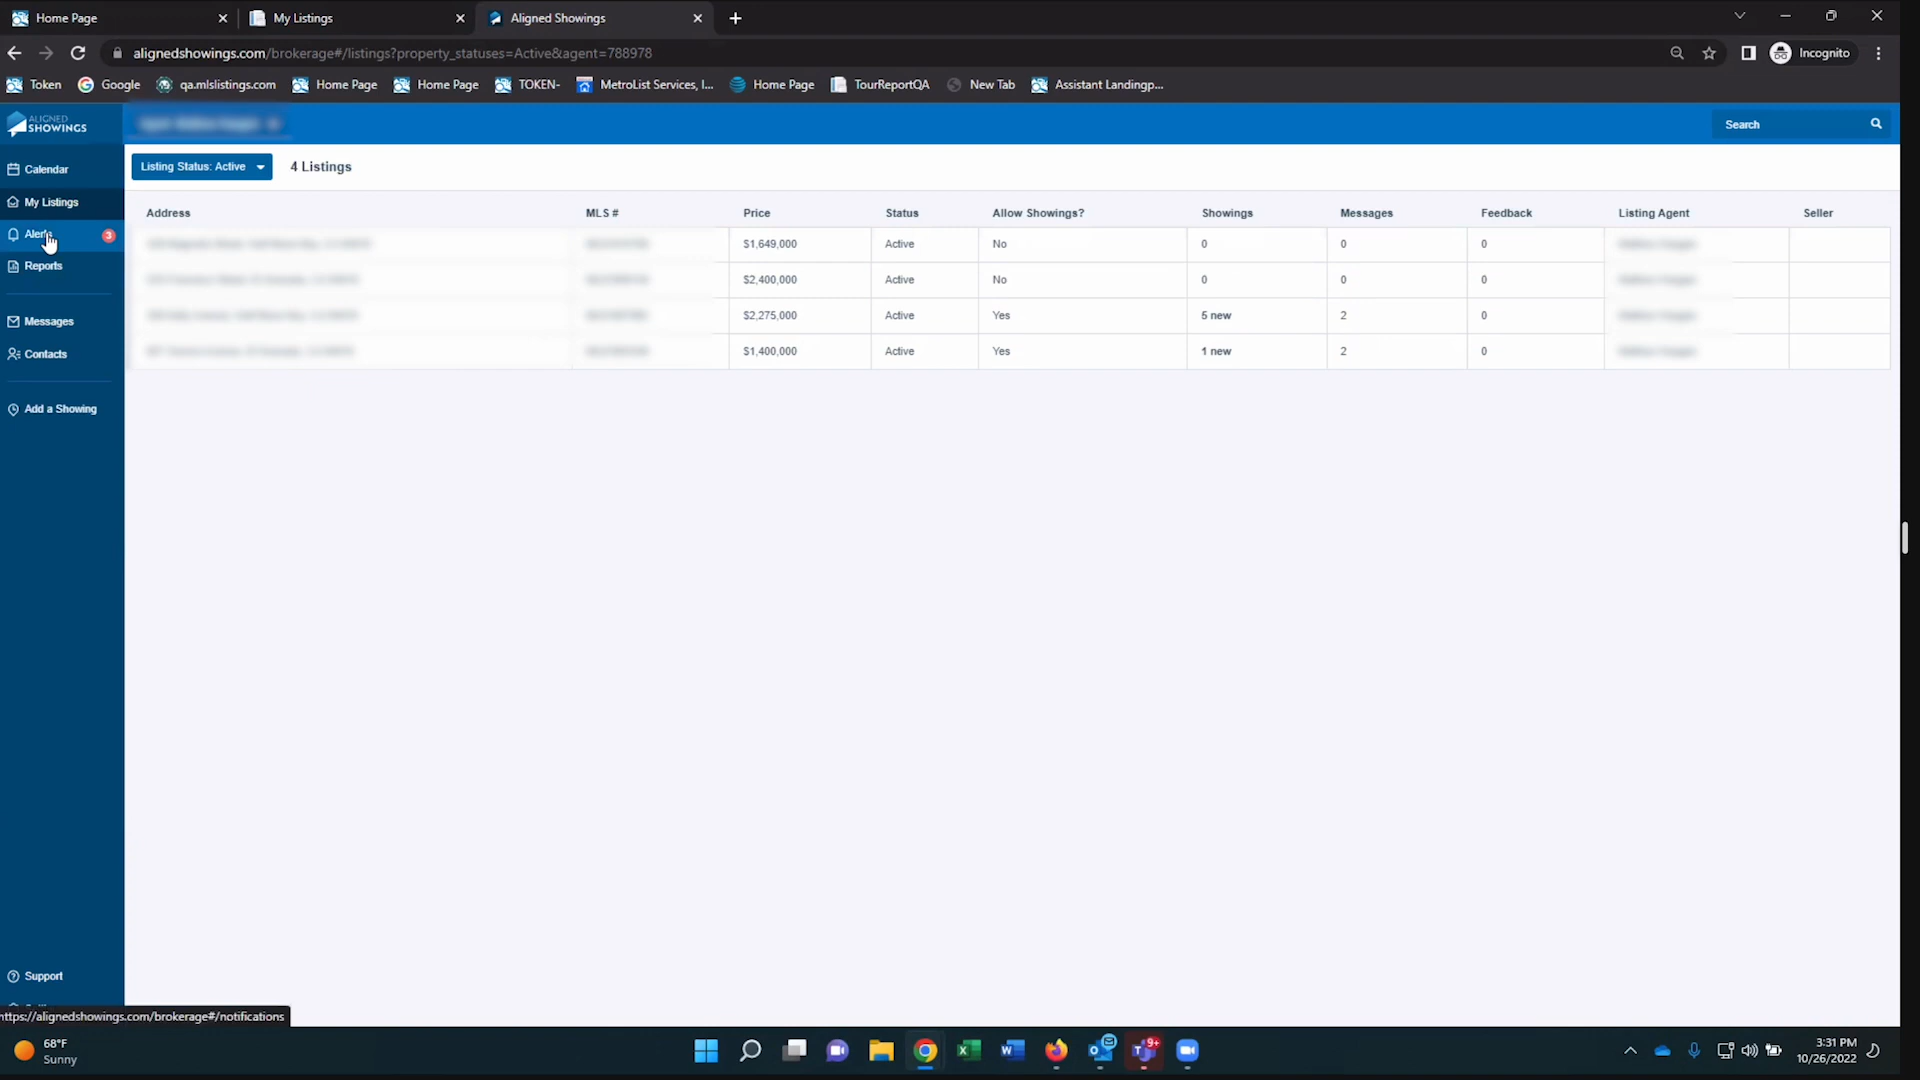 Home Page
My Listings
Aligned Showings
alignedshowings.com/brokerage#/listings?property_statuses=Active&agent=788978
Incognito
Token
Google
qa.mlslistings.com
Home Page
Home Page
TOKEN-
MetroList Services, I...
Home Page
TourReportQA
New Tab
Assistant Landingp...
ALIGNED
SHOWINGS
Search
Calendar
My Listings
Alerts
3
Reports
Messages
Contacts
Add a Showing
Support
Listing Status: Active
4 Listings
Address MLS # Price Status Allow Showings? Showings Messages Feedback Listing Agent Seller
$1,649,000 Active No 0 0 0
$2,400,000 Active No 0 0 0
$2,275,000 Active Yes 5 new 2 0
$1,400,000 Active Yes 1 new 2 0
https://alignedshowings.com/brokerage#/notifications
68°F
Sunny
9+
3:31 PM
10/26/2022